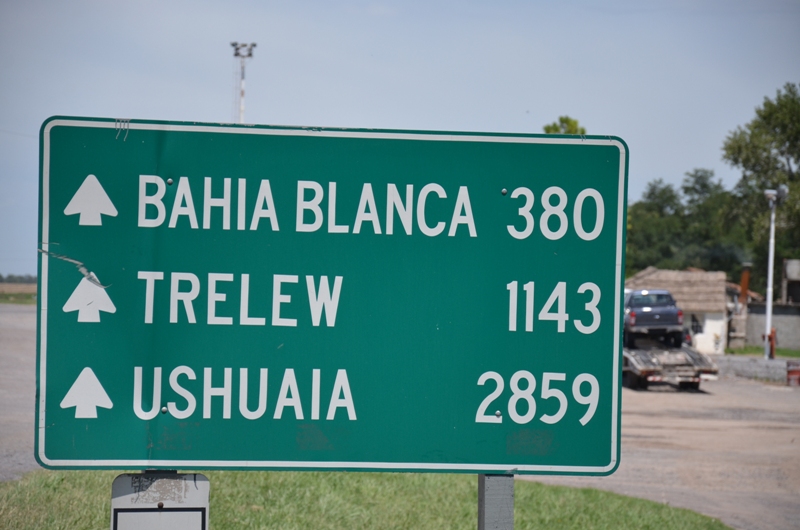 BAHIA BLANCA 380
TRELEW 1143
USHUAIA 2859